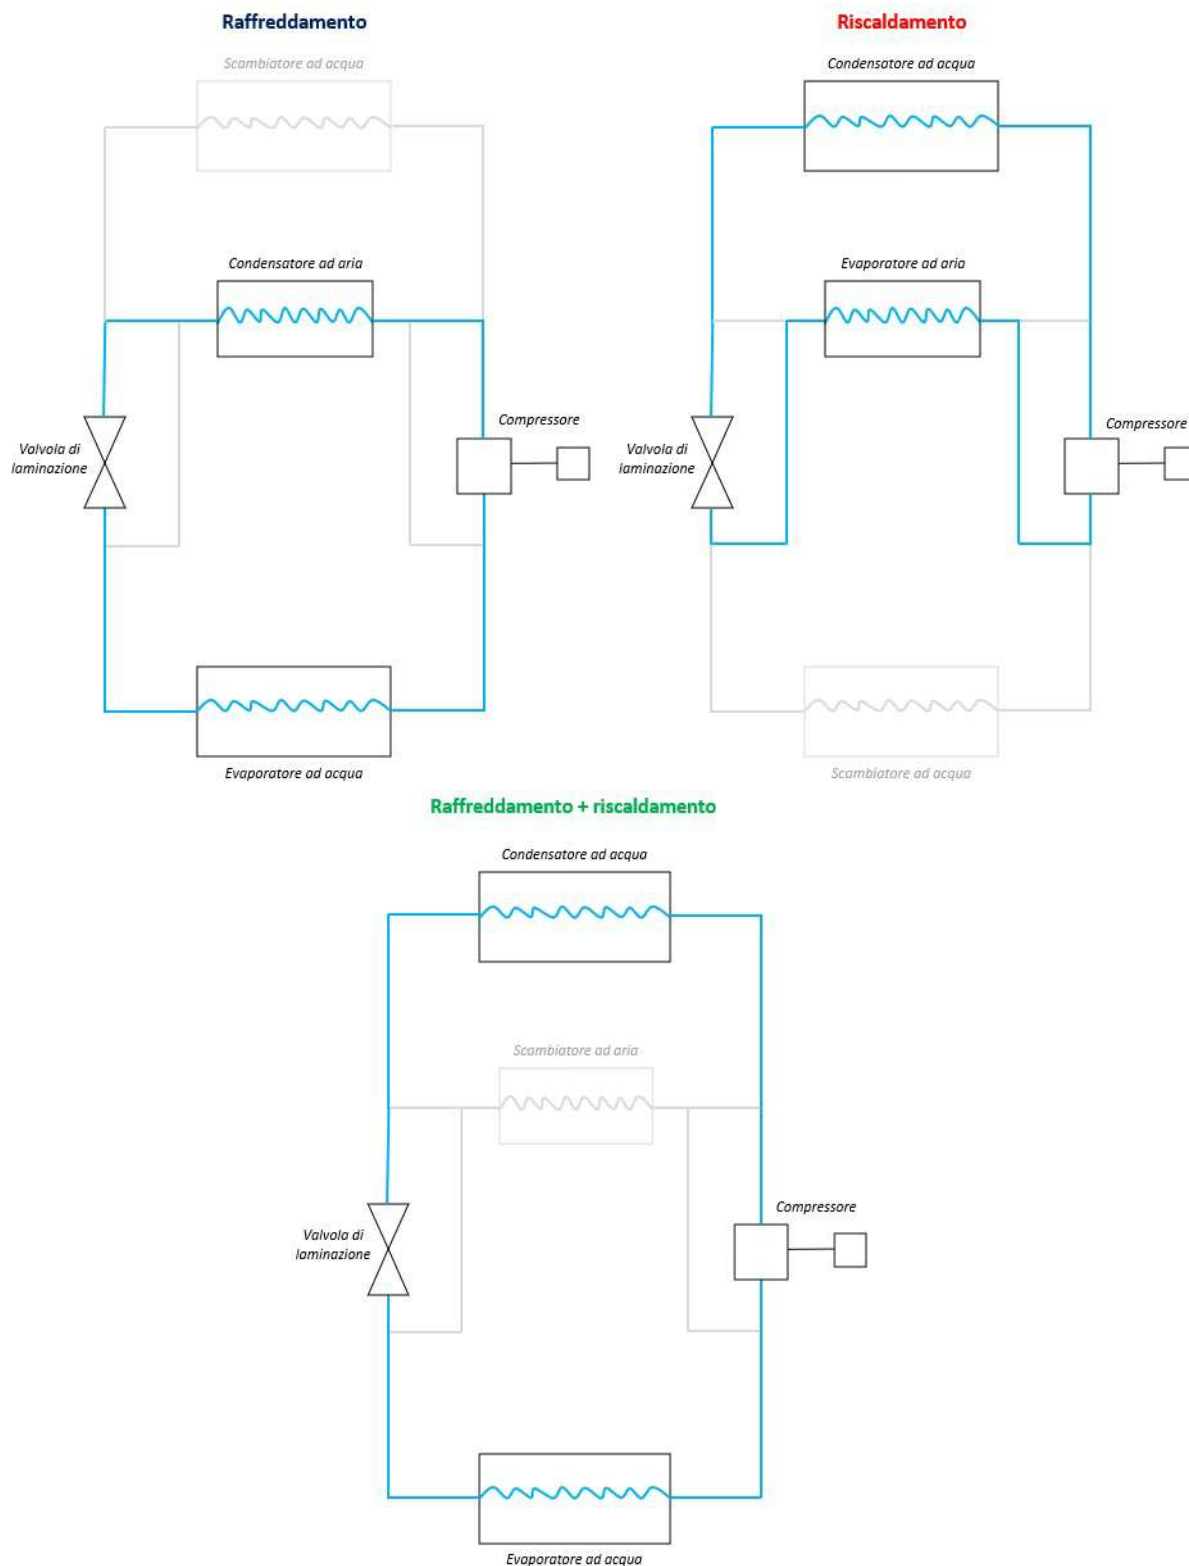 Raffreddamento
Scambiatore ad acqua
Condensatore ad aria
Compressore
Valvola di
laminazione
Evaporatore ad acqua
Riscaldamento
Condensatore ad acqua
Evaporatore ad aria
Compressore
Valvola di
laminazione
Scambiatore ad acqua
Raffreddamento + riscaldamento
Condensatore ad acqua
Scambiatore ad aria
Compressore
Valvola di
laminazione
Evaporatore ad acqua